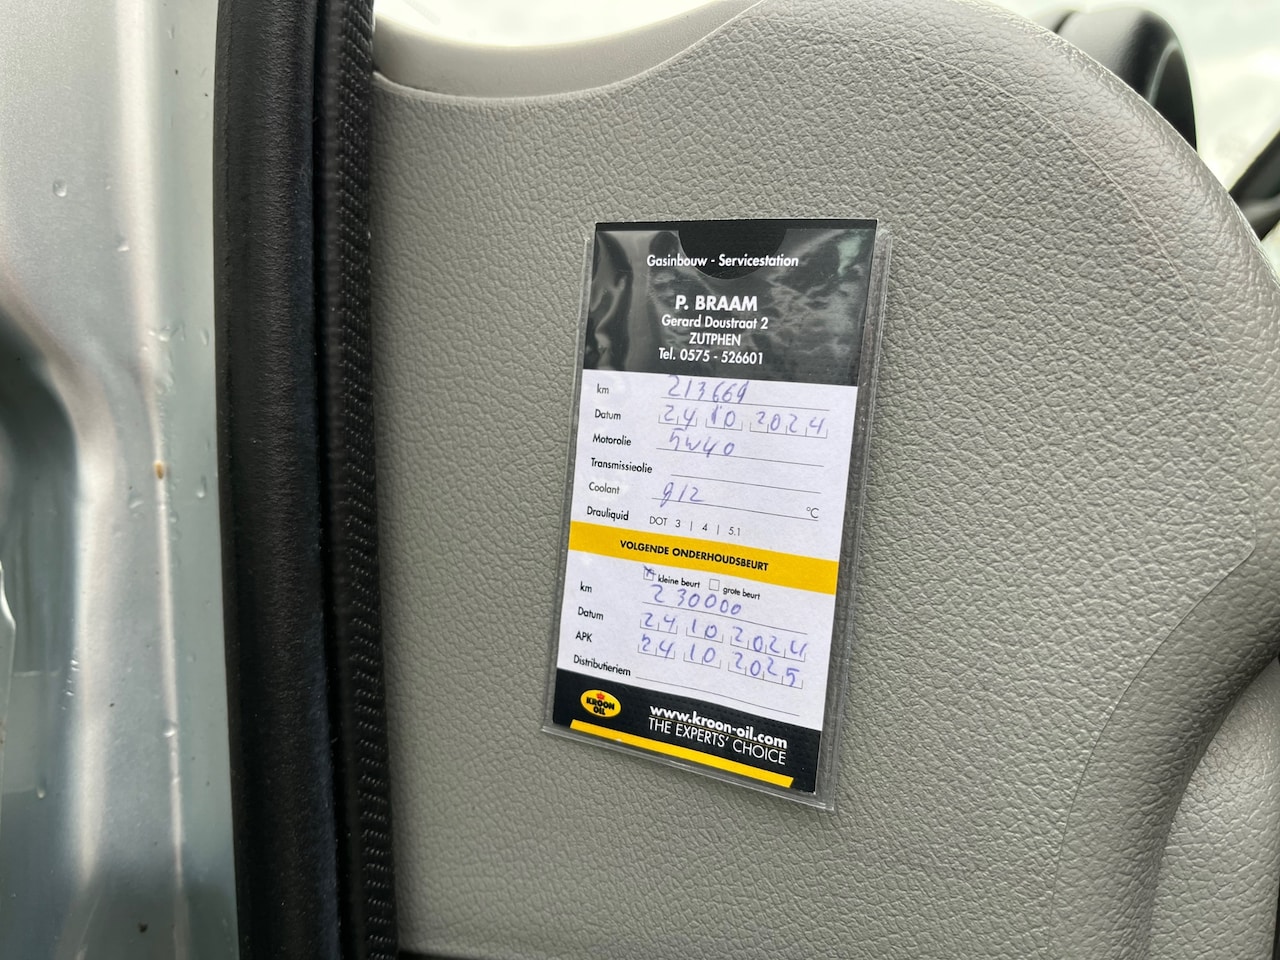 Gasinbouw - Servicestation
P. BRAAM
Gerard Doustraat 2
ZUTPHEN
Tel. 0575 - 526601
km 213669
Datum 24 10 2024
Motorolie 5w40
Transmissieolie
Coolant g12 °C
Drauliquid DOT 3 | 4 | 5.1
VOLGENDE ONDERHOUDSBEURT
kleine beurt grote beurt
km 230000
Datum 24 10 2024
APK 24 10 2025
Distributieriem
KROON
OIL
www.kroon-oil.com
THE EXPERTS' CHOICE